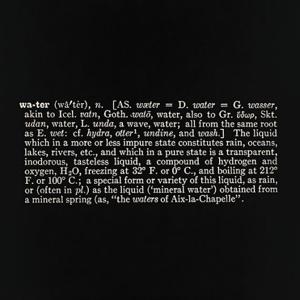 wa-ter (wâ′tėr), n. [AS. wæter = D. water = G. wasser,
akin to Icel. vatn, Goth. watō, water, also to Gr. ὕδωρ, Skt.
udan, water, L. unda, a wave, water; all from the same root
as E. wet: cf. hydra, otter¹, undine, and wash.] The liquid
which in a more or less impure state constitutes rain, oceans,
lakes, rivers, etc., and which in a pure state is a transparent,
inodorous, tasteless liquid, a compound of hydrogen and
oxygen, H₂O, freezing at 32° F. or 0° C., and boiling at 212°
F. or 100° C.; a special form or variety of this liquid, as rain,
or (often in pl.) as the liquid (‘mineral water’) obtained from
a mineral spring (as, “the waters of Aix-la-Chapelle”.